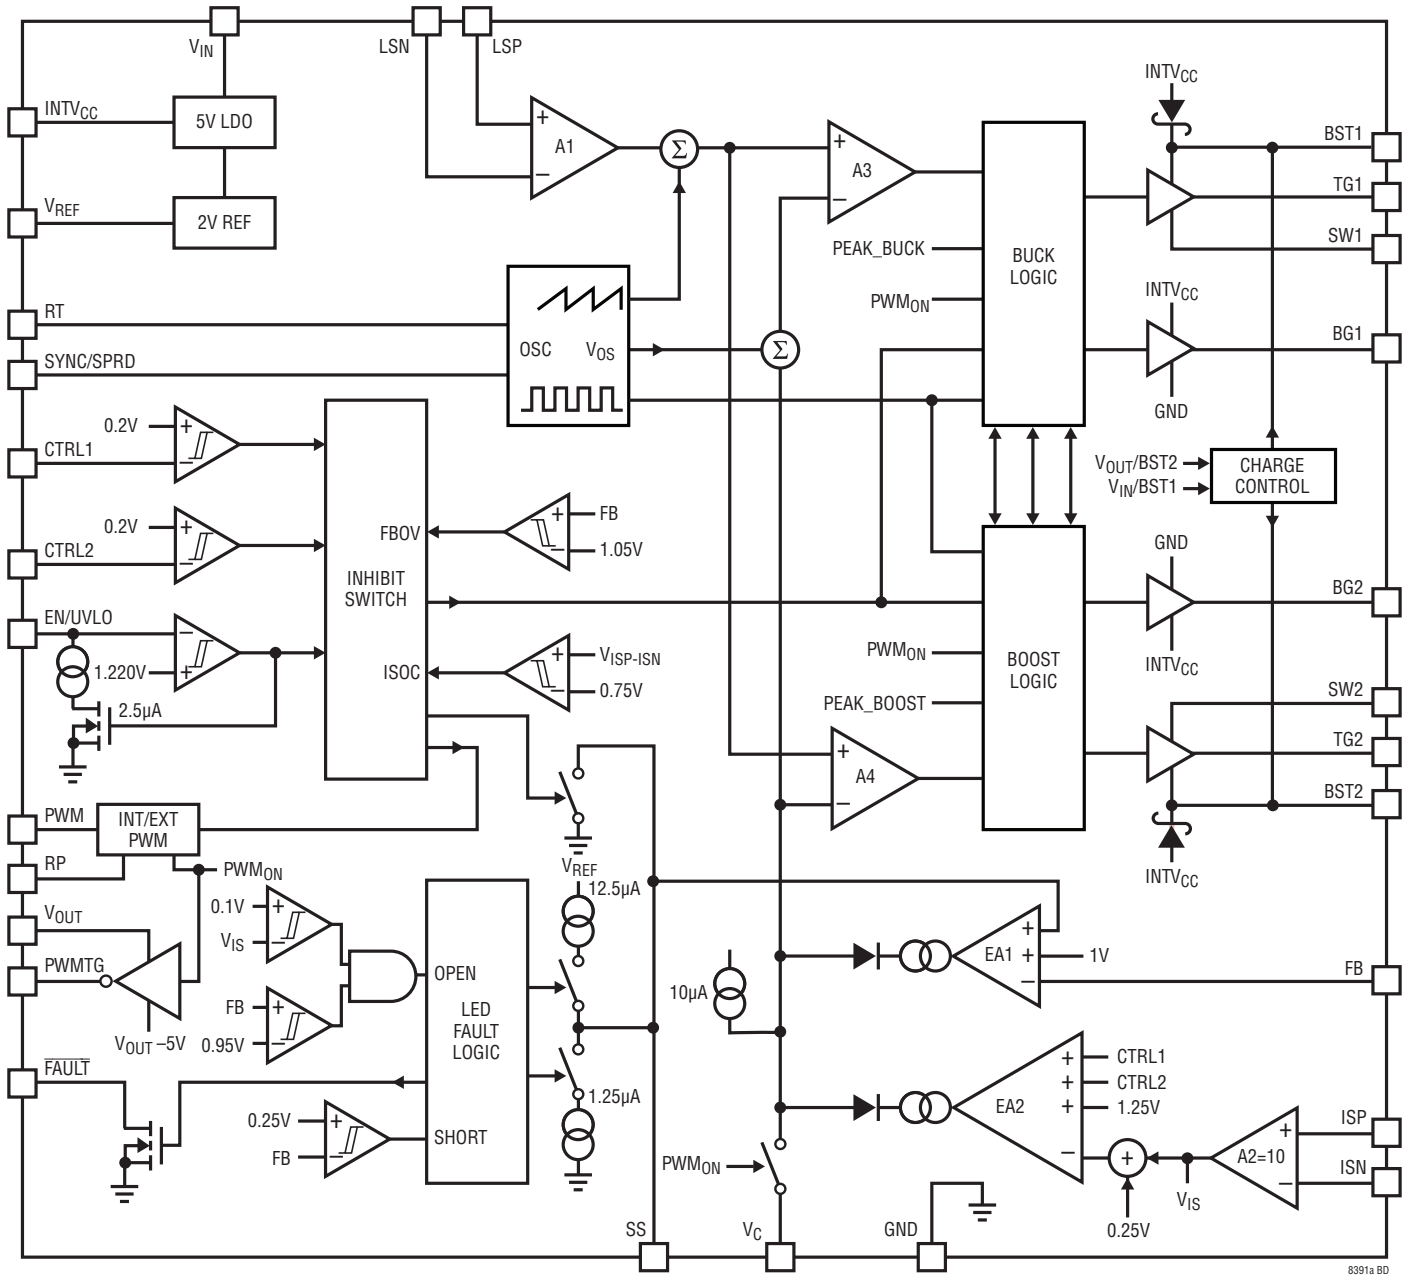 VIN
LSN
LSP
INTVCC
5V LDO
VREF
2V REF
+
A1
−
Σ
+
A3
−
INTVCC
BST1
TG1
SW1
PEAK_BUCK
PWMON
BUCK
LOGIC
INTVCC
BG1
GND
RT
SYNC/SPRD
OSC
VOS
Σ
0.2V
+
−
CTRL1
0.2V
+
−
CTRL2
EN/UVLO
−
1.220V
+
2.5µA
INHIBIT
SWITCH
FBOV
+
FB
−
1.05V
ISOC
+
VISP-ISN
−
0.75V
VOUT/BST2
VIN/BST1
CHARGE
CONTROL
GND
BG2
INTVCC
PWMON
PEAK_BOOST
BOOST
LOGIC
SW2
TG2
BST2
INTVCC
+
A4
−
PWM
INT/EXT
PWM
RP
PWMON
VOUT
PWMTG
VOUT –5V
0.1V
+
VIS
−
FB
+
0.95V
−
OPEN
LED
FAULT
LOGIC
SHORT
VREF
12.5µA
1.25µA
FAULT
0.25V
+
FB
−
10µA
EA1
+
+
1V
−
FB
EA2
+
CTRL1
+
CTRL2
+
1.25V
−
+
0.25V
VIS
A2=10
+
−
ISP
ISN
PWMON
SS
VC
GND
8391a BD